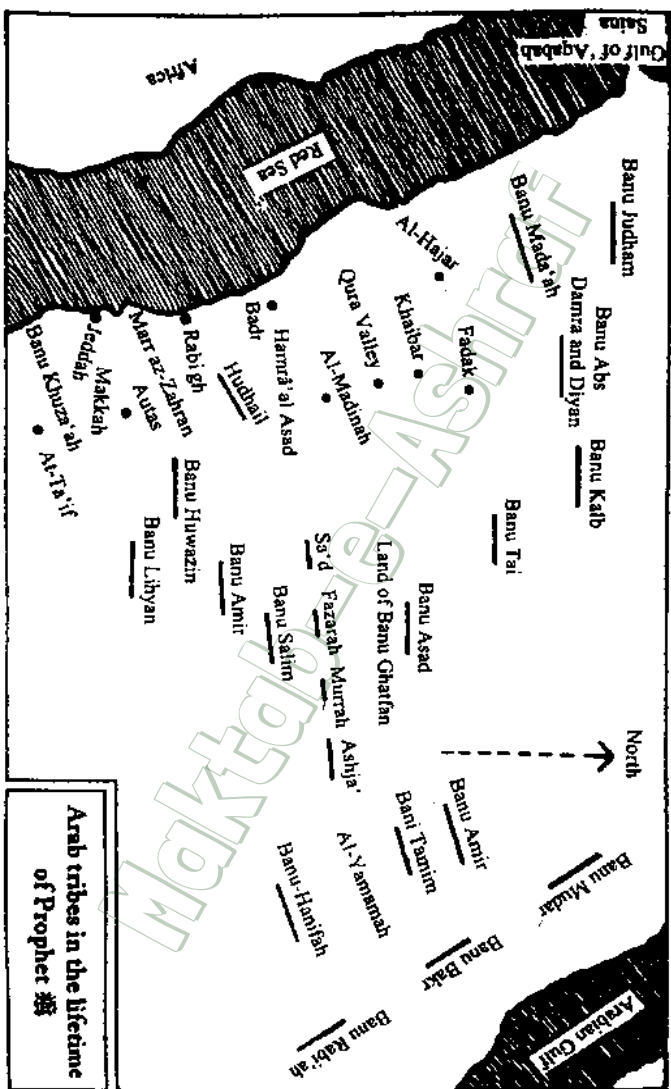 Sains
Gulf of 'Aqabah
Africa
Red Sea
Banu Judham
Banu Mada'ah
Banu Abs
Damra and Diyan
Banu Kalb
Al-Hajar
Fadak
Khaibar
Qura Valley
Al-Madinah
Banu Tai
Hamrâ'al Asad
Badr
Hudhail
Rabigh
Marr az-Zahran
Autas
Makkah
Jeddah
Banu Khuza'ah
At-Ta'if
Banu Asad
Land of Banu Ghatfan
Sa'd Fazarah Murrah Ashja'
Banu Salim
Banu Amir
Banu Huwazin
Banu Lihyan
North
Banu Amir
Bani Tamim
Al-Yamamah
Banu-Hanifah
Banu Mudar
Banu Bakr
Banu Rabi'ah
Arabian Gulf
Arab tribes in the lifetime
of Prophet ﷺ
Maktab-e-Ashraf